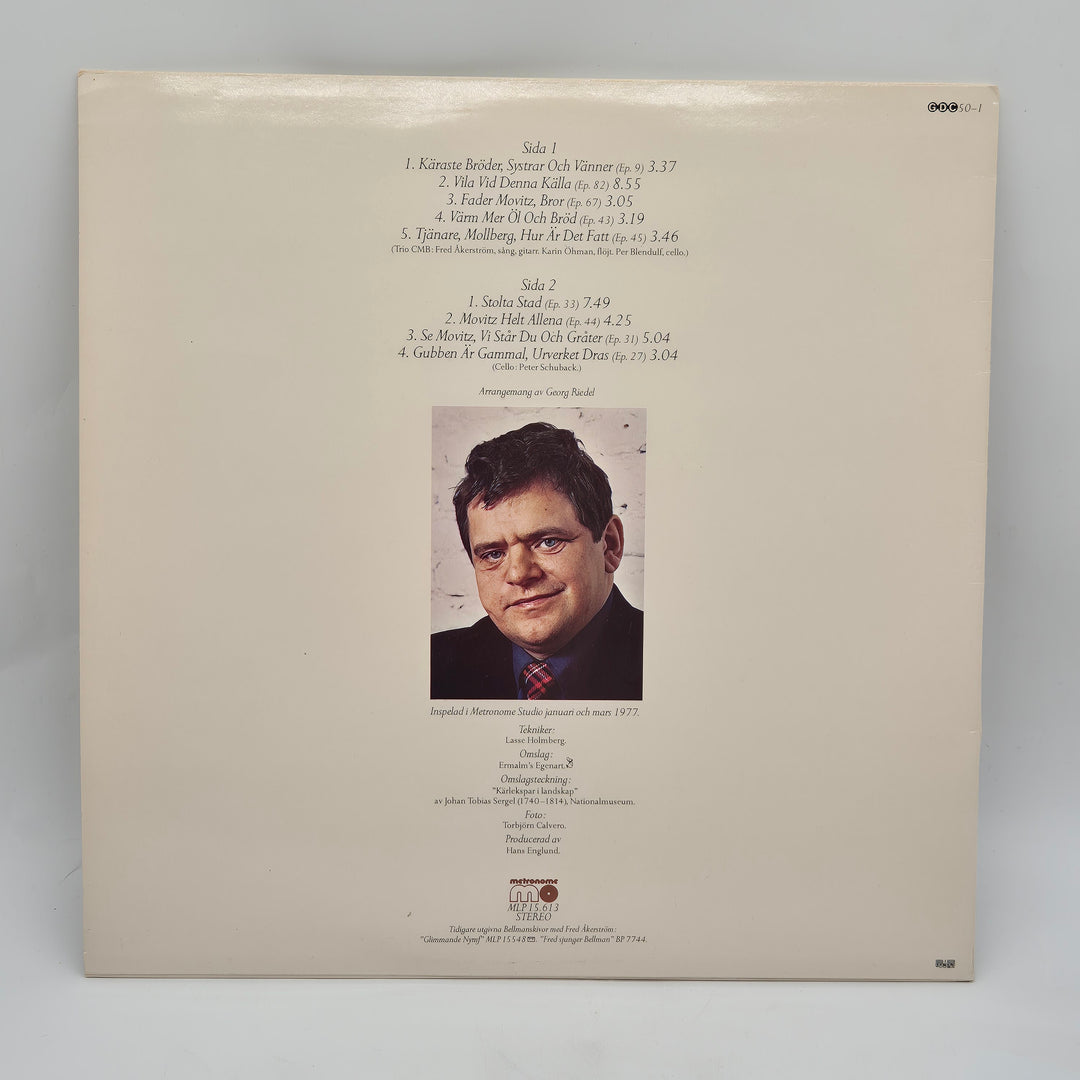 GDC 50-1
Sida 1
1. Käraste Bröder, Systrar Och Vänner (Ep. 9) 3.37
2. Vila Vid Denna Källa (Ep. 82) 8.55
3. Fader Movitz, Bror (Ep. 67) 3.05
4. Värm Mer Öl Och Bröd (Ep. 43) 3.19
5. Tjänare, Mollberg, Hur Är Det Fatt (Ep. 45) 3.46
(Trio CMB: Fred Åkerström, sång, gitarr. Karin Öhman, flöjt. Per Blendulf, cello.)
Sida 2
1. Stolta Stad (Ep. 33) 7.49
2. Movitz Helt Allena (Ep. 44) 4.25
3. Se Movitz, Vi Står Du Och Gråter (Ep. 31) 5.04
4. Gubben Är Gammal, Urverket Dras (Ep. 27) 3.04
(Cello: Peter Schuback.)
Arrangemang av Georg Riedel
Inspelad i Metronome Studio januari och mars 1977.
Tekniker:
Lasse Holmberg.
Omslag:
Ermalm's Egenart.
Omslagsteckning:
"Kärlekspar i landskap"
av Johan Tobias Sergel (1740–1814), Nationalmuseum.
Foto:
Torbjörn Calvero.
Producerad av
Hans Englund.
metronome
mo
MLP 15.613
STEREO
Tidigare utgivna Bellmanskivor med Fred Åkerström:
"Glimmande Nymf" MLP 15548. "Fred sjunger Bellman" BP 7744.